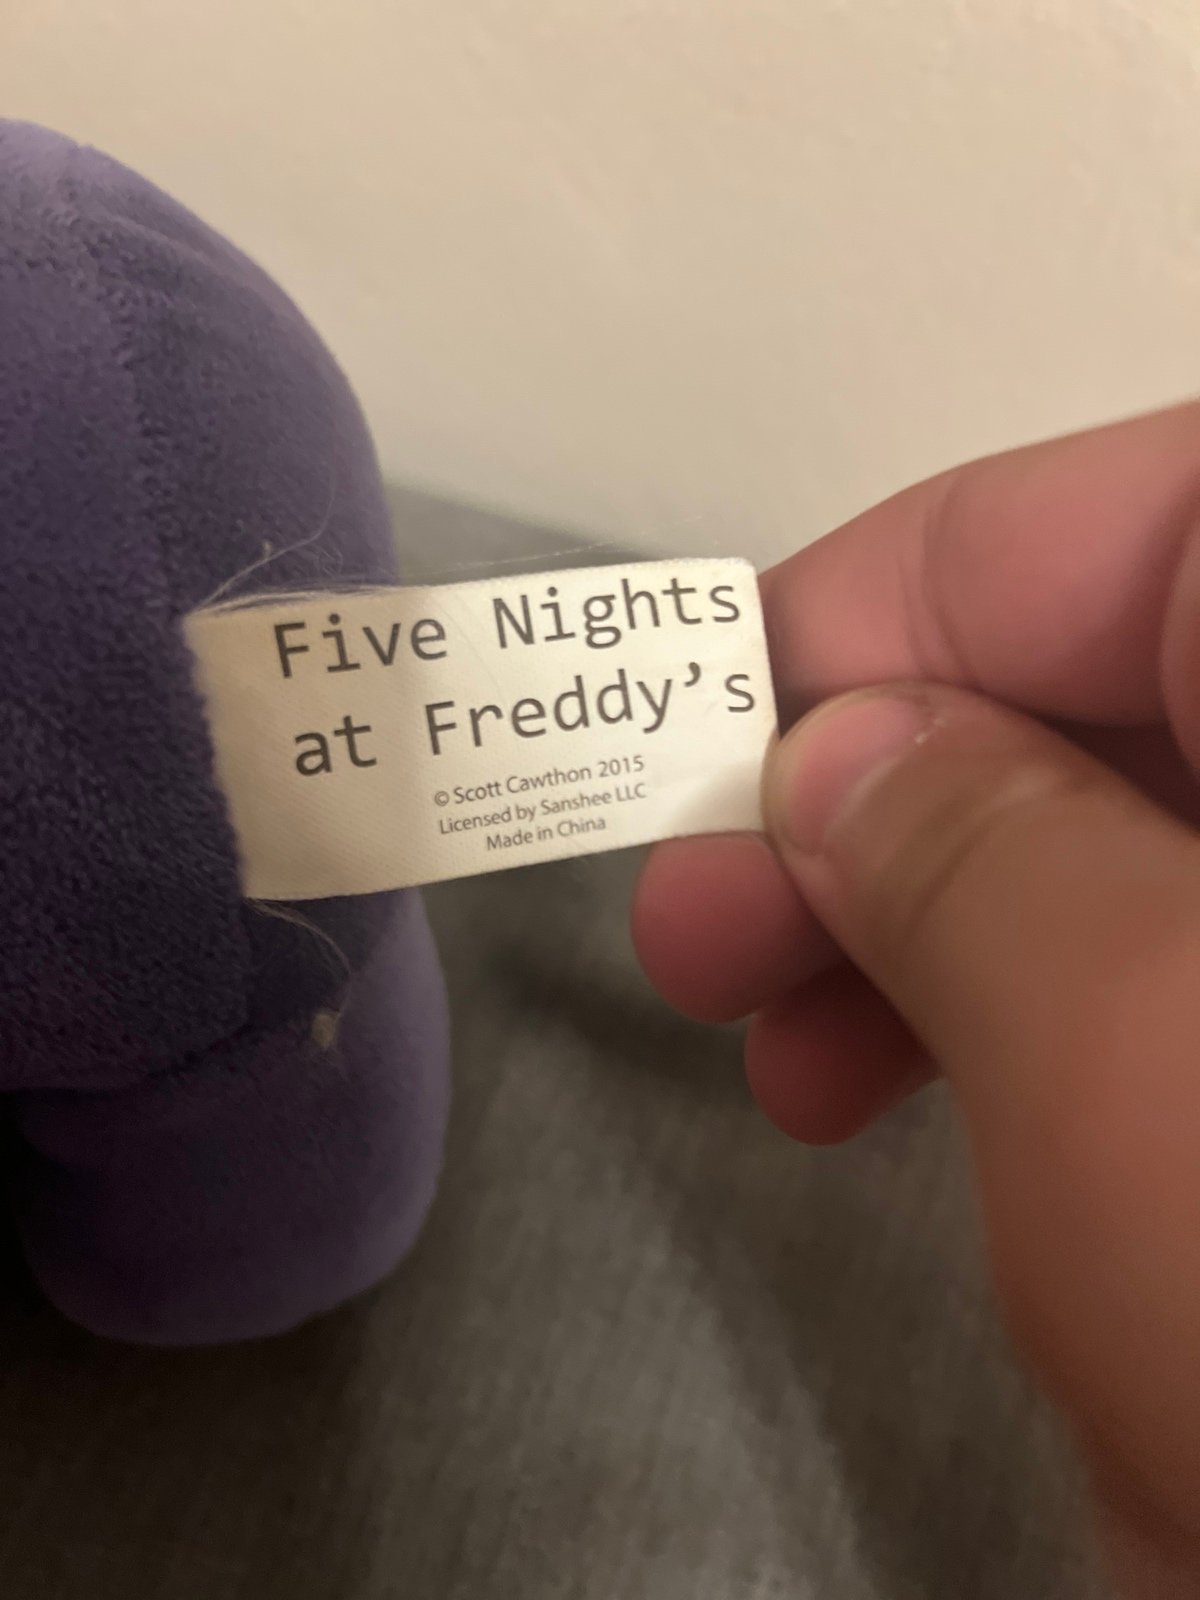 Five Nights
at Freddy’s
© Scott Cawthon 2015
Licensed by Sanshee LLC
Made in China